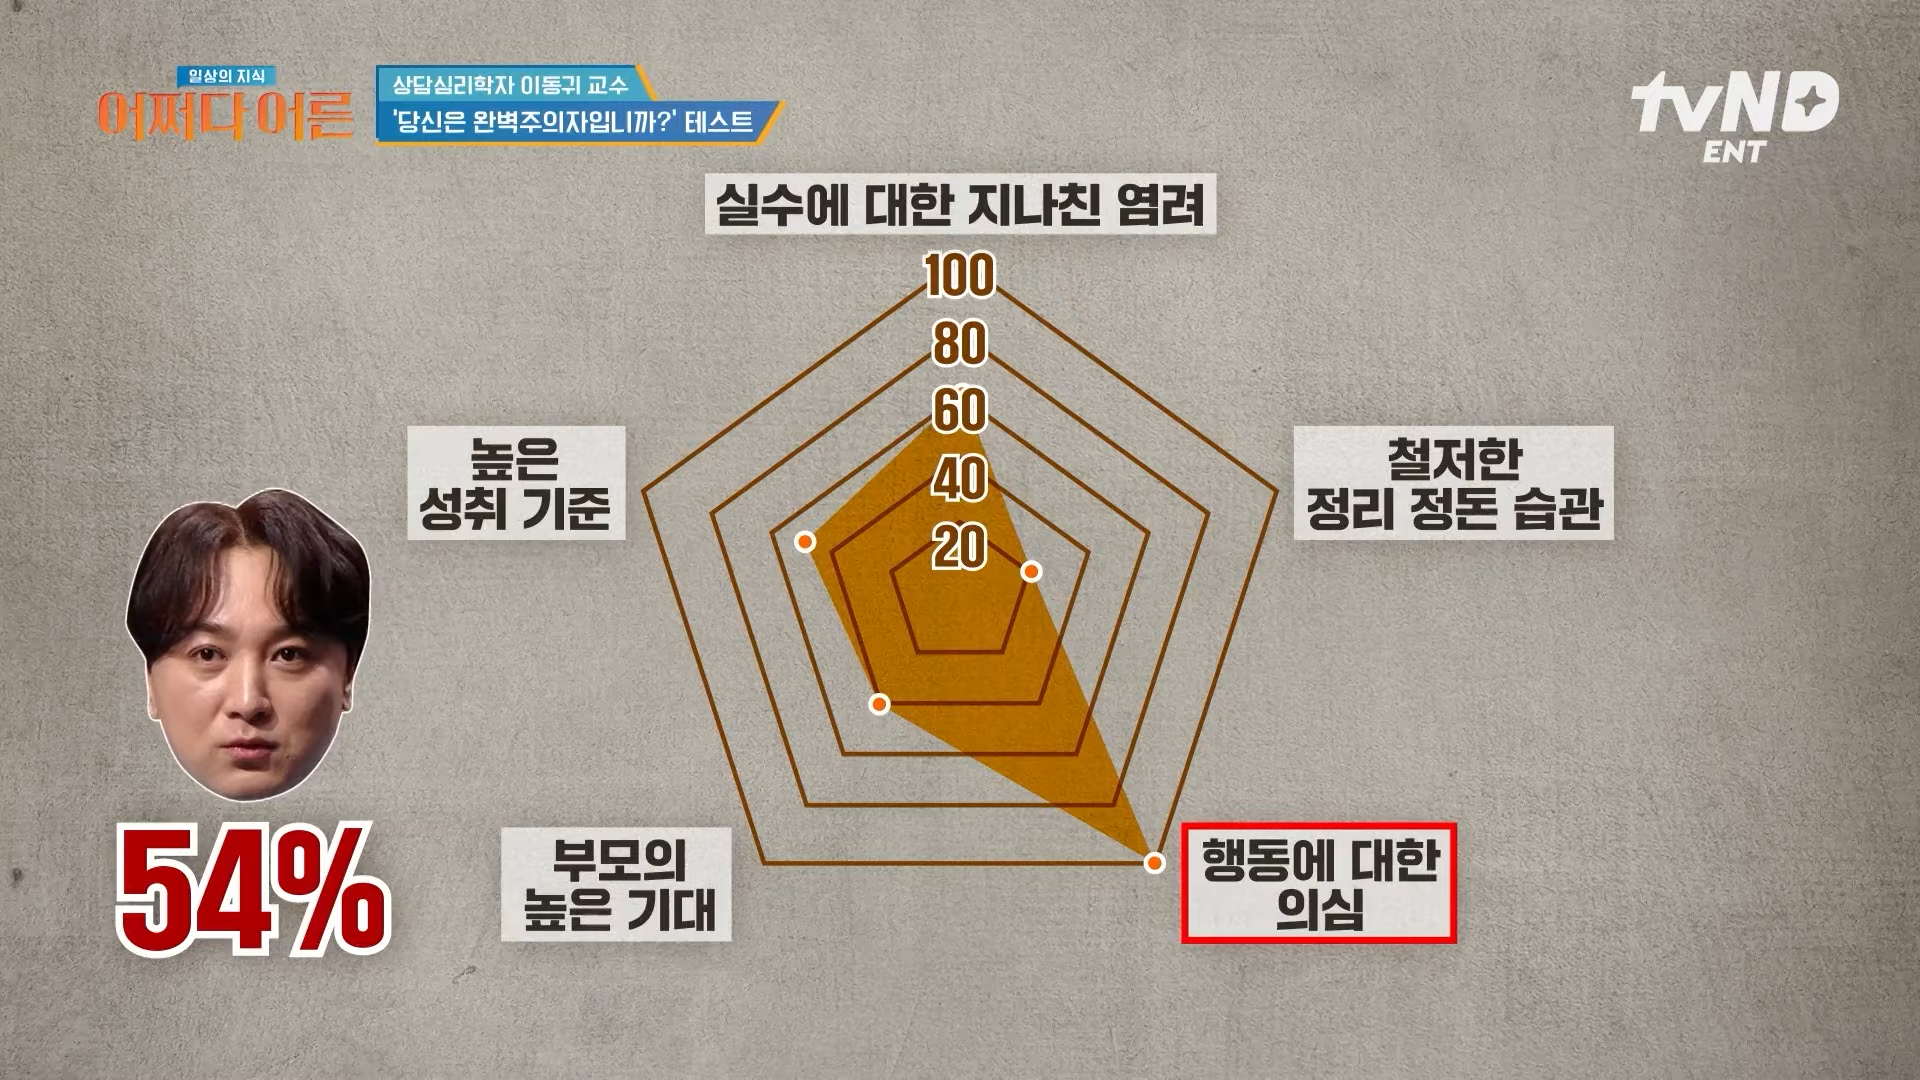 일상의 지식
어쩌다 어른
상담심리학자 이동귀 교수
'당신은 완벽주의자입니까?' 테스트
tvND
ENT
실수에 대한 지나친 염려
100
80
60
40
20
높은
성취 기준
철저한
정리 정돈 습관
부모의
높은 기대
행동에 대한
의심
54%